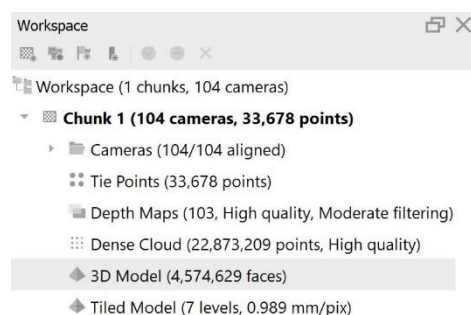 Workspace
Workspace (1 chunks, 104 cameras)
Chunk 1 (104 cameras, 33,678 points)
Cameras (104/104 aligned)
Tie Points (33,678 points)
Depth Maps (103, High quality, Moderate filtering)
Dense Cloud (22,873,209 points, High quality)
3D Model (4,574,629 faces)
Tiled Model (7 levels, 0.989 mm/pix)